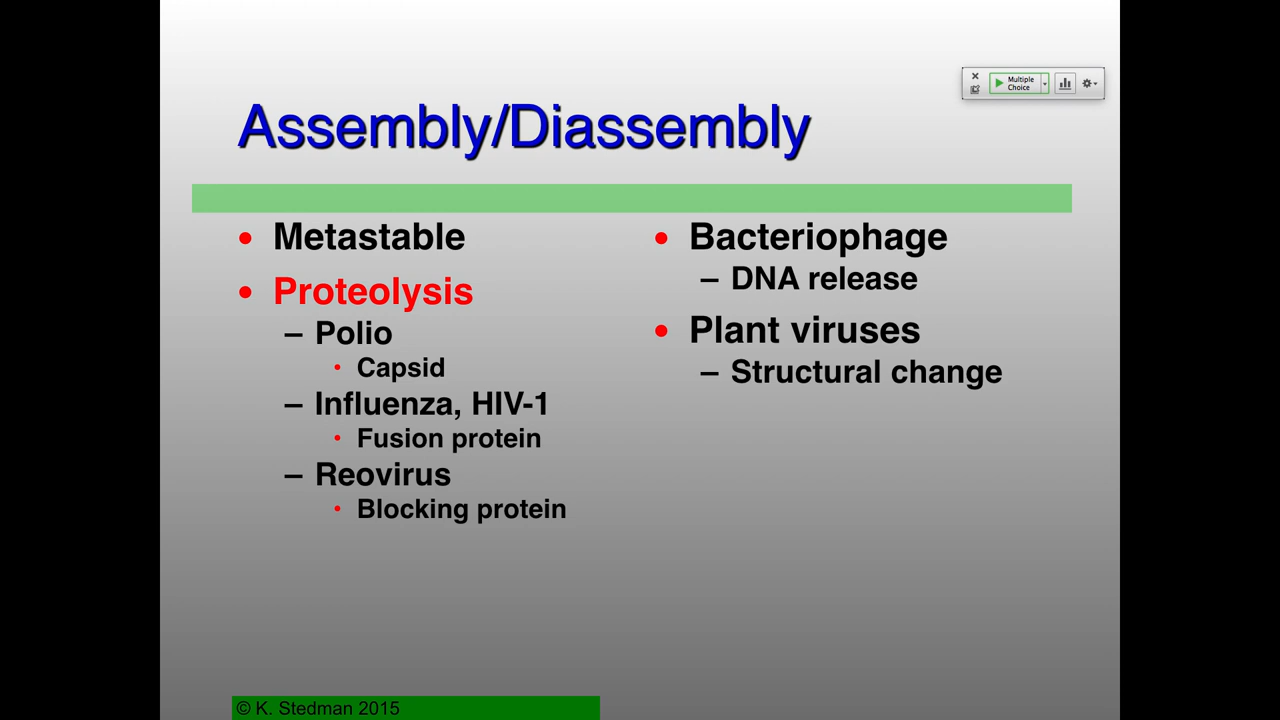 Multiple
Choice
Assembly/Diassembly
• Metastable
• Proteolysis
– Polio
• Capsid
– Influenza, HIV-1
• Fusion protein
– Reovirus
• Blocking protein
• Bacteriophage
– DNA release
• Plant viruses
– Structural change
© K. Stedman 2015